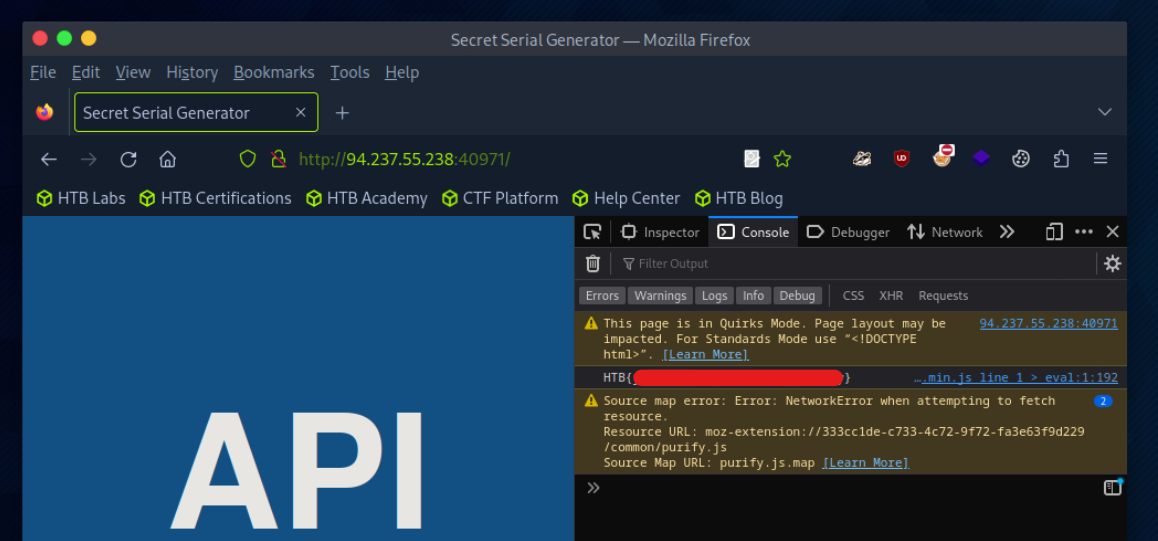 Secret Serial Generator — Mozilla Firefox
File Edit View History Bookmarks Tools Help
Secret Serial Generator × +
http://94.237.55.238:40971/
HTB Labs HTB Certifications HTB Academy CTF Platform Help Center HTB Blog
Inspector Console Debugger Network
Filter Output
Errors Warnings Logs Info Debug CSS XHR Requests
This page is in Quirks Mode. Page layout may be 94.237.55.238:40971
impacted. For Standards Mode use “<!DOCTYPE
html>”. [Learn More]
HTB{ } ….min.js line 1 > eval:1:192
Source map error: Error: NetworkError when attempting to fetch 2
resource.
Resource URL: moz-extension://333cc1de-c733-4c72-9f72-fa3e63f9d229
/common/purify.js
Source Map URL: purify.js.map [Learn More]
API